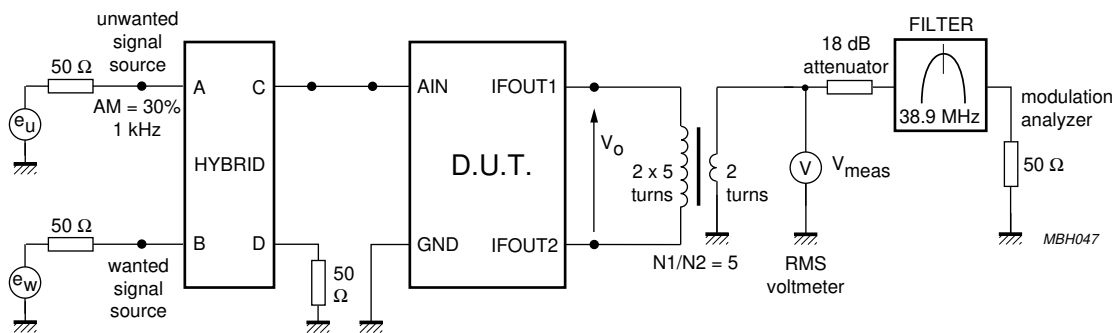 unwanted
signal
source
50 Ω
eu
AM = 30%
1 kHz
A
C
HYBRID
B
D
50 Ω
ew
wanted
signal
source
50
Ω
AIN
IFOUT1
D.U.T.
GND
IFOUT2
Vo
2 x 5
turns
2
turns
N1/N2 = 5
V
Vmeas
RMS
voltmeter
18 dB
attenuator
FILTER
38.9 MHz
modulation
analyzer
50 Ω
MBH047